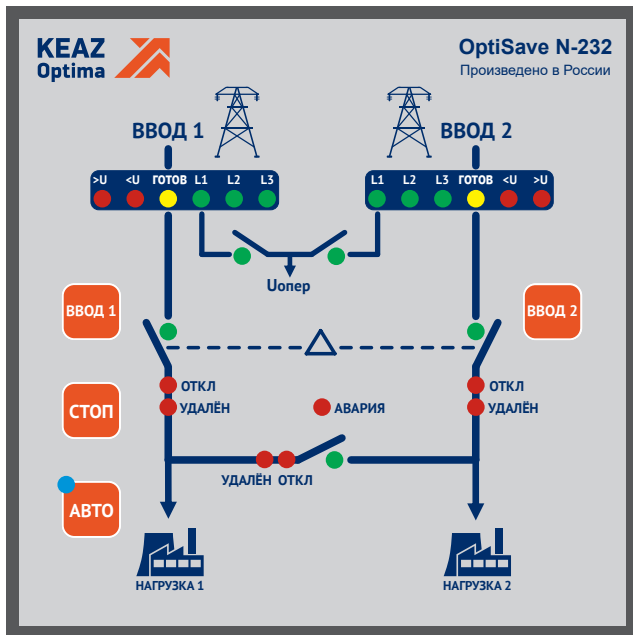 KEAZ
Optima
OptiSave N-232
Произведено в России
ВВОД 1
ВВОД 2
>U <U ГОТОВ L1 L2 L3
L1 L2 L3 ГОТОВ <U >U
Uопер
ВВОД 1
ВВОД 2
ОТКЛ
ОТКЛ
СТОП
УДАЛЁН
АВАРИЯ
УДАЛЁН
УДАЛЁН ОТКЛ
АВТО
НАГРУЗКА 1
НАГРУЗКА 2